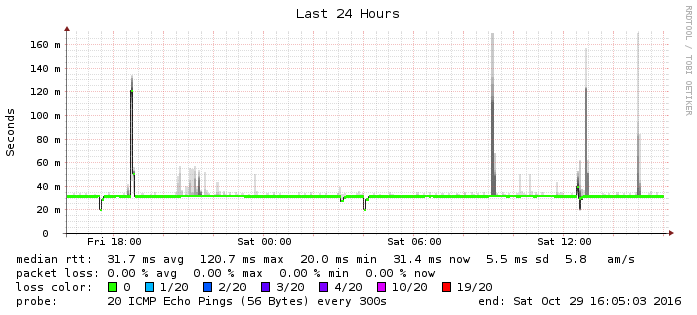 Last 24 Hours
RRDTOOL / TOBI OETIKER
Seconds
160 m
140 m
120 m
100 m
80 m
60 m
40 m
20 m
0
Fri 18:00 Sat 00:00 Sat 06:00 Sat 12:00
median rtt: 31.7 ms avg 120.7 ms max 20.0 ms min 31.4 ms now 5.5 ms sd 5.8 am/s
packet loss: 0.00 % avg 0.00 % max 0.00 % min 0.00 % now
loss color: 0 1/20 2/20 3/20 4/20 10/20 19/20
probe: 20 ICMP Echo Pings (56 Bytes) every 300s end: Sat Oct 29 16:05:03 2016